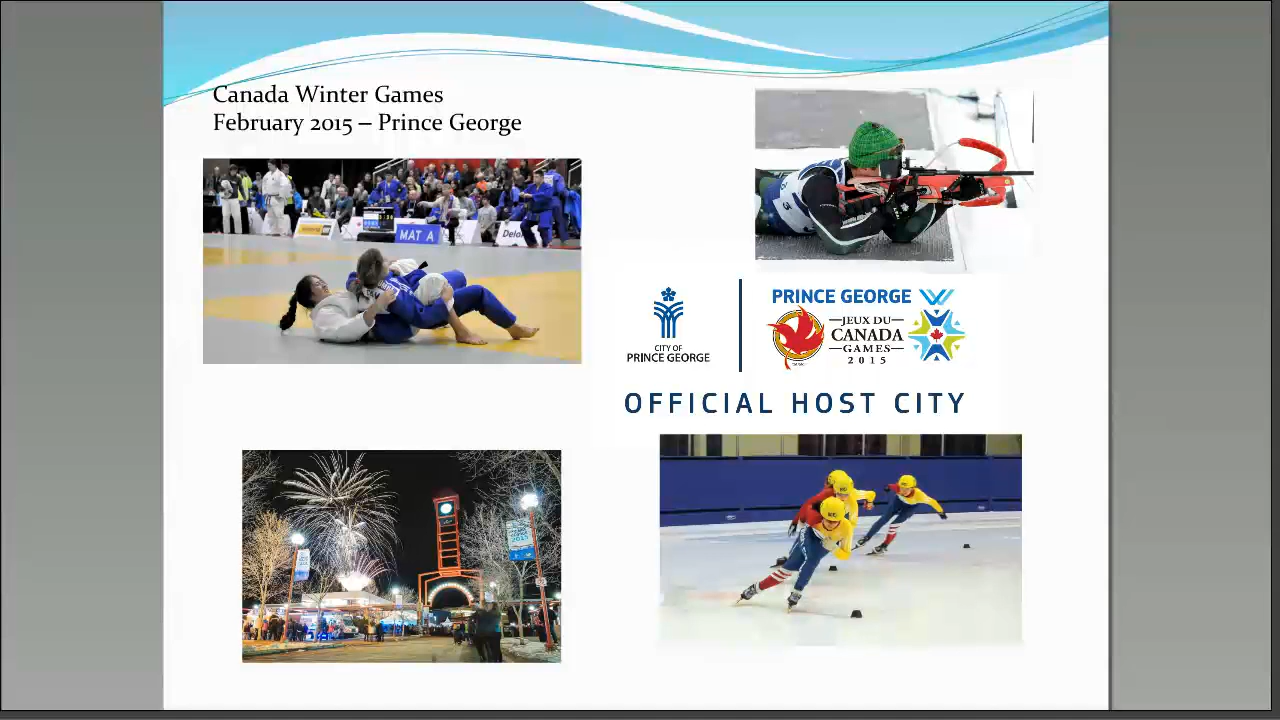 Canada Winter Games
February 2015 – Prince George
MAT A
CITY OF
PRINCE GEORGE
PRINCE GEORGE
JEUX DU
CANADA
GAMES
2015
OFFICIAL HOST CITY